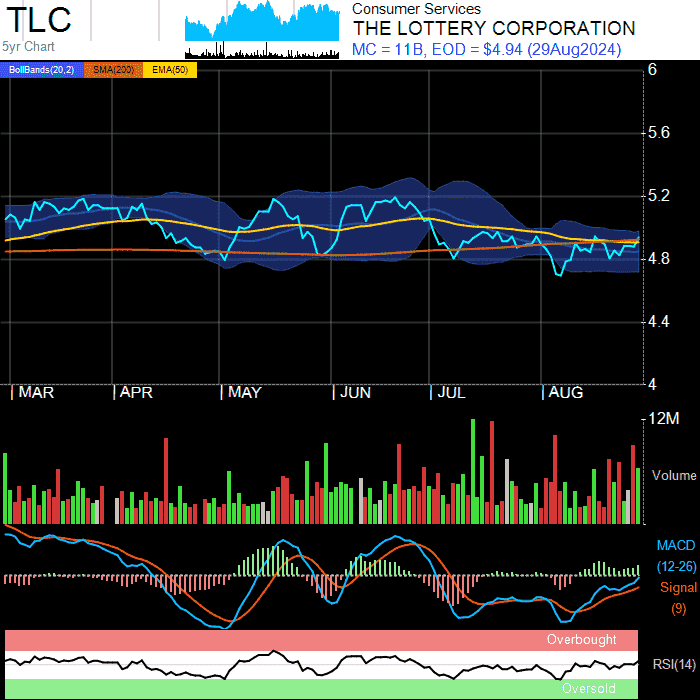 TLC
5yr Chart
Consumer Services
THE LOTTERY CORPORATION
MC = 11B, EOD = $4.94 (29Aug2024)
BollBands(20,2) SMA(200) EMA(50)
6
5.6
5.2
4.8
4.4
4
MAR APR MAY JUN JUL AUG
12M
Volume
MACD
(12-26)
Signal
(9)
Overbought
RSI(14)
Oversold